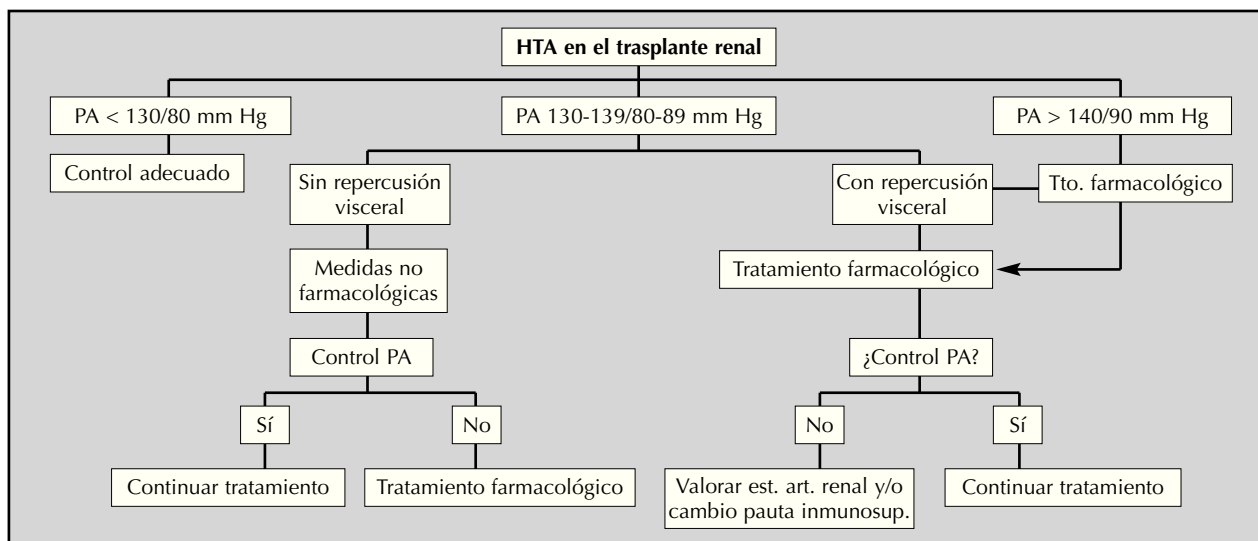 HTA en el trasplante renal
PA < 130/80 mm Hg
PA 130-139/80-89 mm Hg
PA > 140/90 mm Hg
Control adecuado
Sin repercusión
visceral
Con repercusión
visceral
Tto. farmacológico
Medidas no
farmacológicas
Tratamiento farmacológico
Control PA
¿Control PA?
Sí
No
No
Sí
Continuar tratamiento
Tratamiento farmacológico
Valorar est. art. renal y/o
cambio pauta inmunosup.
Continuar tratamiento